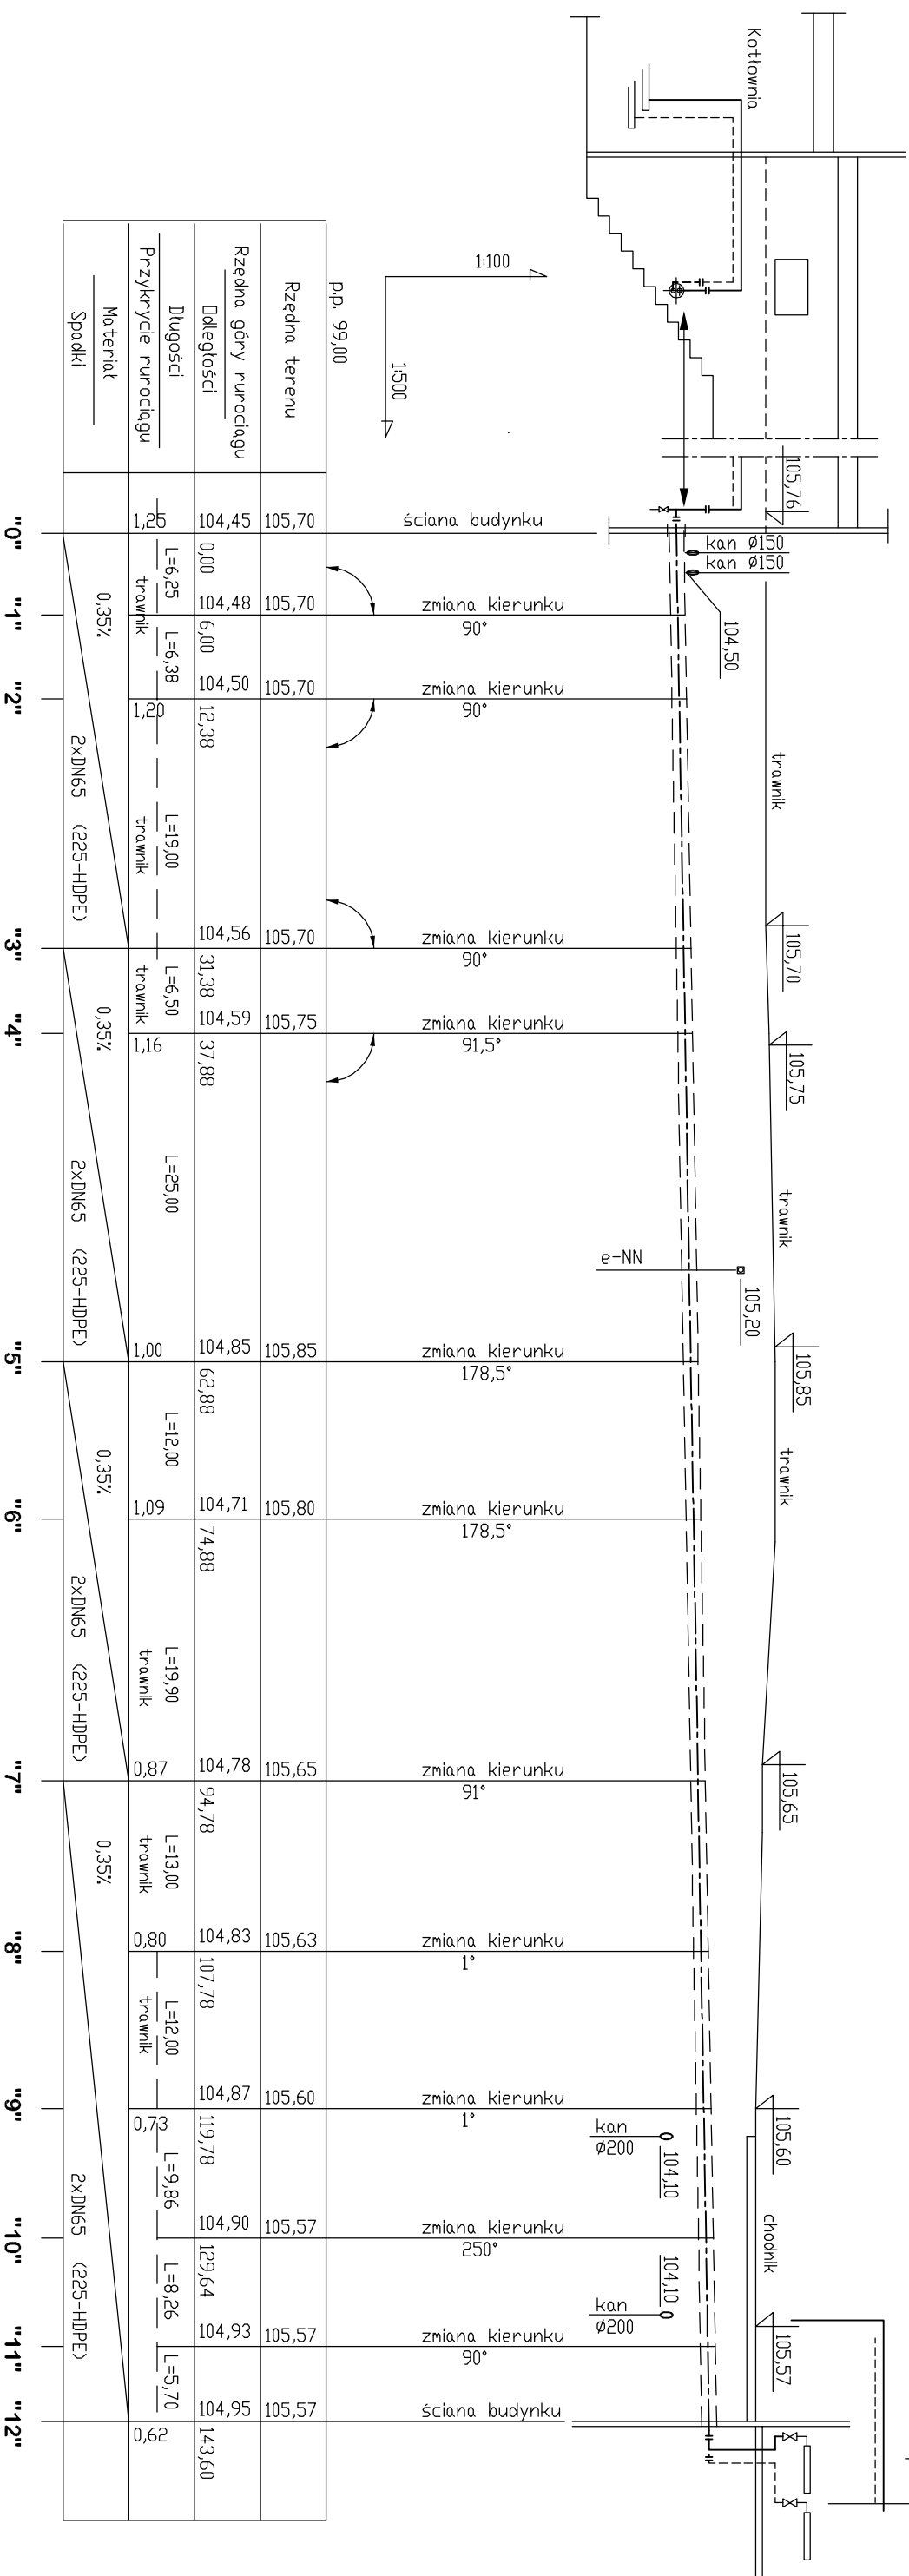 Kotłownia
105,76
kan Ø150
kan Ø150
104,50
trawnik
105,70
105,75
trawnik
105,20
e-NN
105,85
trawnik
105,65
105,60
chodnik
105,57
kan
Ø200
104,10
kan
Ø200
104,10
1:100
1:500
p.p. 99,00
ściana budynku
zmiana kierunku
90°
zmiana kierunku
90°
zmiana kierunku
90°
zmiana kierunku
91,5°
zmiana kierunku
178,5°
zmiana kierunku
178,5°
zmiana kierunku
91°
zmiana kierunku
1°
zmiana kierunku
1°
zmiana kierunku
250°
zmiana kierunku
90°
ściana budynku
Rzędna terenu
105,70 105,70 105,70 105,70 105,75 105,85 105,80 105,65 105,63 105,60 105,57 105,57 105,57
Rzędna góry rurociągu
104,45 104,48 104,50 104,56 104,59 104,85 104,71 104,78 104,83 104,87 104,90 104,93 104,95
Odległości
0,00 6,00 12,38 31,38 37,88 62,88 74,88 94,78 107,78 119,78 129,64 143,60
Długości
L=6,25 L=6,38 L=19,00 L=6,50 L=25,00 L=12,00 L=19,90 L=13,00 L=12,00 L=9,86 L=8,26 L=5,70
Przykrycie rurociągu
1,25 trawnik 1,20 trawnik trawnik 1,16 1,00 1,09 trawnik 0,87 trawnik 0,80 trawnik 0,73 0,62
Materiał
Spadki
0,35%
2xDN65 (225-HDPE)
0,35%
2xDN65 (225-HDPE)
0,35%
2xDN65 (225-HDPE)
0,35%
2xDN65 (225-HDPE)
"0" "1" "2" "3" "4" "5" "6" "7" "8" "9" "10" "11" "12"